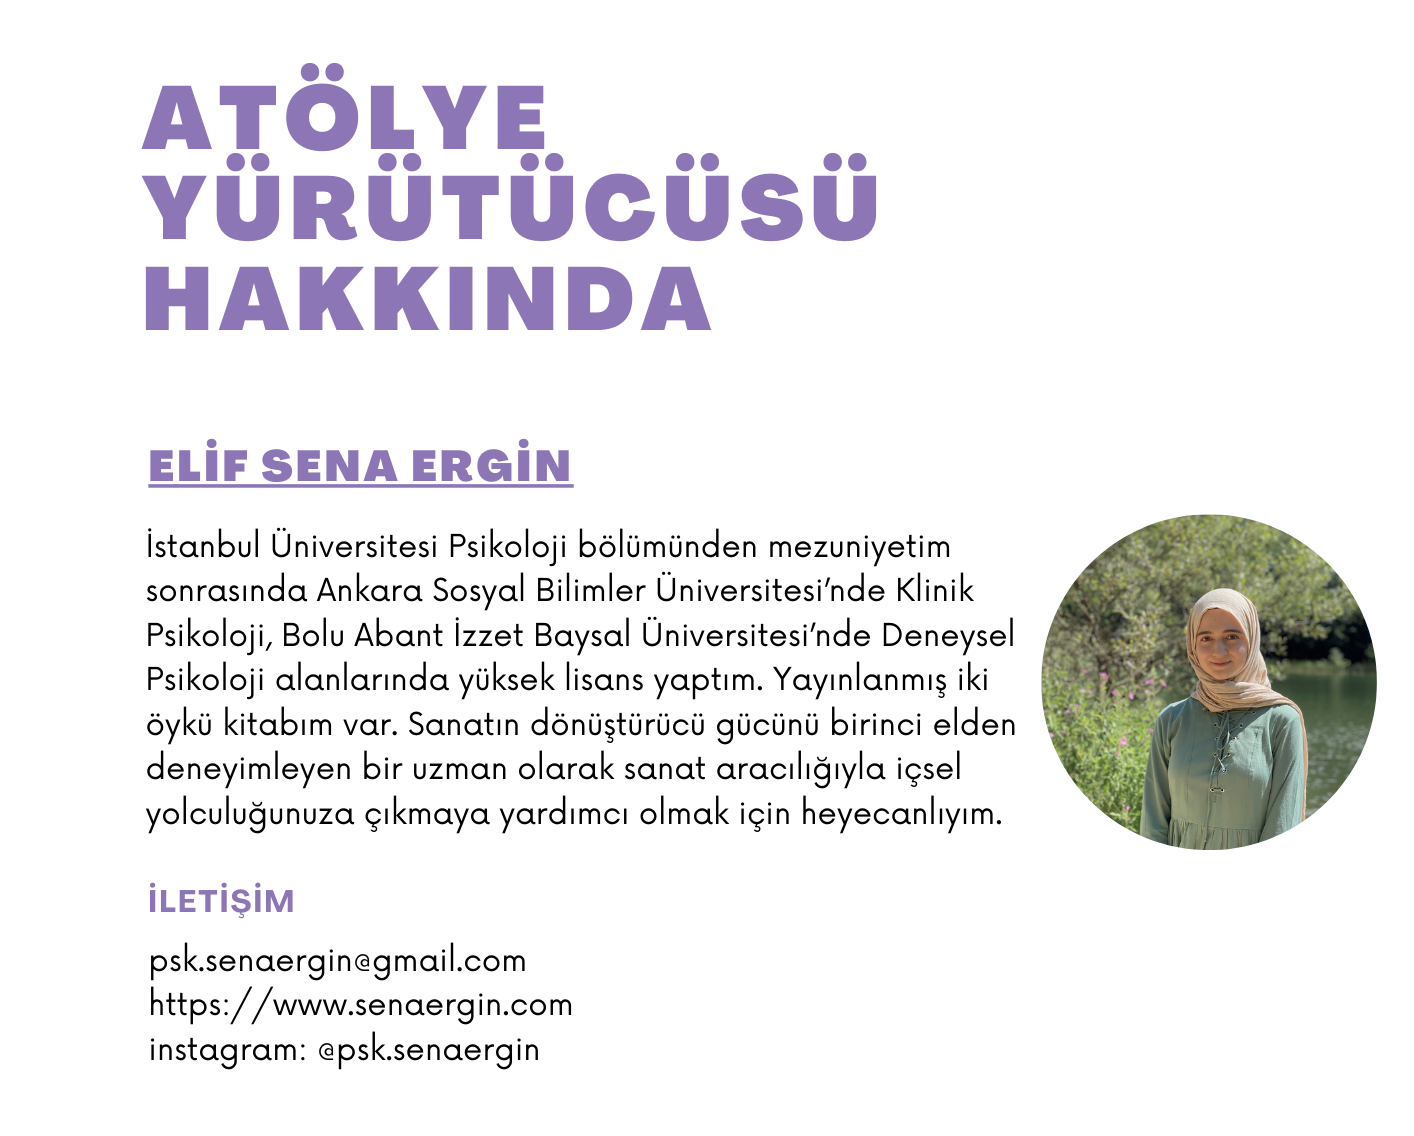 ATÖLYE
YÜRÜTÜCÜSÜ
HAKKINDA
ELİF SENA ERGİN
İstanbul Üniversitesi Psikoloji bölümünden mezuniyetim
sonrasında Ankara Sosyal Bilimler Üniversitesi’nde Klinik
Psikoloji, Bolu Abant İzzet Baysal Üniversitesi’nde Deneysel
Psikoloji alanlarında yüksek lisans yaptım. Yayınlanmış iki
öykü kitabım var. Sanatın dönüştürücü gücünü birinci elden
deneyimleyen bir uzman olarak sanat aracılığıyla içsel
yolculuğunuza çıkmaya yardımcı olmak için heyecanlıyım.
İLETİŞİM
psk.senaergin@gmail.com
https://www.senaergin.com
instagram: @psk.senaergin